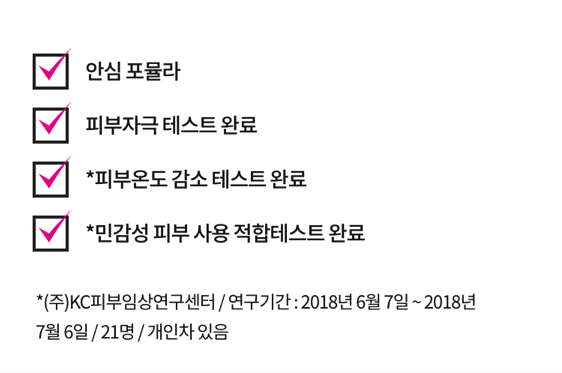 안심 포뮬라
피부자극 테스트 완료
*피부온도 감소 테스트 완료
*민감성 피부 사용 적합테스트 완료
*(주)KC피부임상연구센터 / 연구기간 : 2018년 6월 7일 ~ 2018년
7월 6일 / 21명 / 개인차 있음